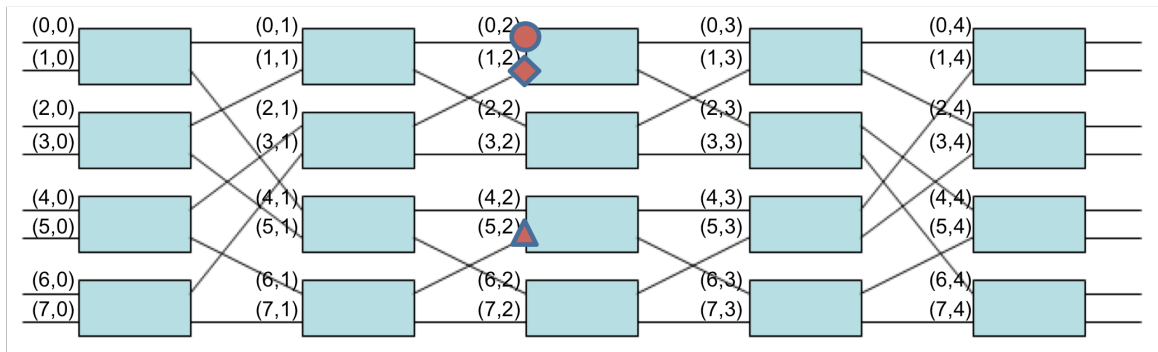 (0,0) (0,1) (0,2) (0,3) (0,4)
(1,0) (1,1) (1,2) (1,3) (1,4)
(2,0) (2,1) (2,2) (2,3) (2,4)
(3,0) (3,1) (3,2) (3,3) (3,4)
(4,0) (4,1) (4,2) (4,3) (4,4)
(5,0) (5,1) (5,2) (5,3) (5,4)
(6,0) (6,1) (6,2) (6,3) (6,4)
(7,0) (7,1) (7,2) (7,3) (7,4)